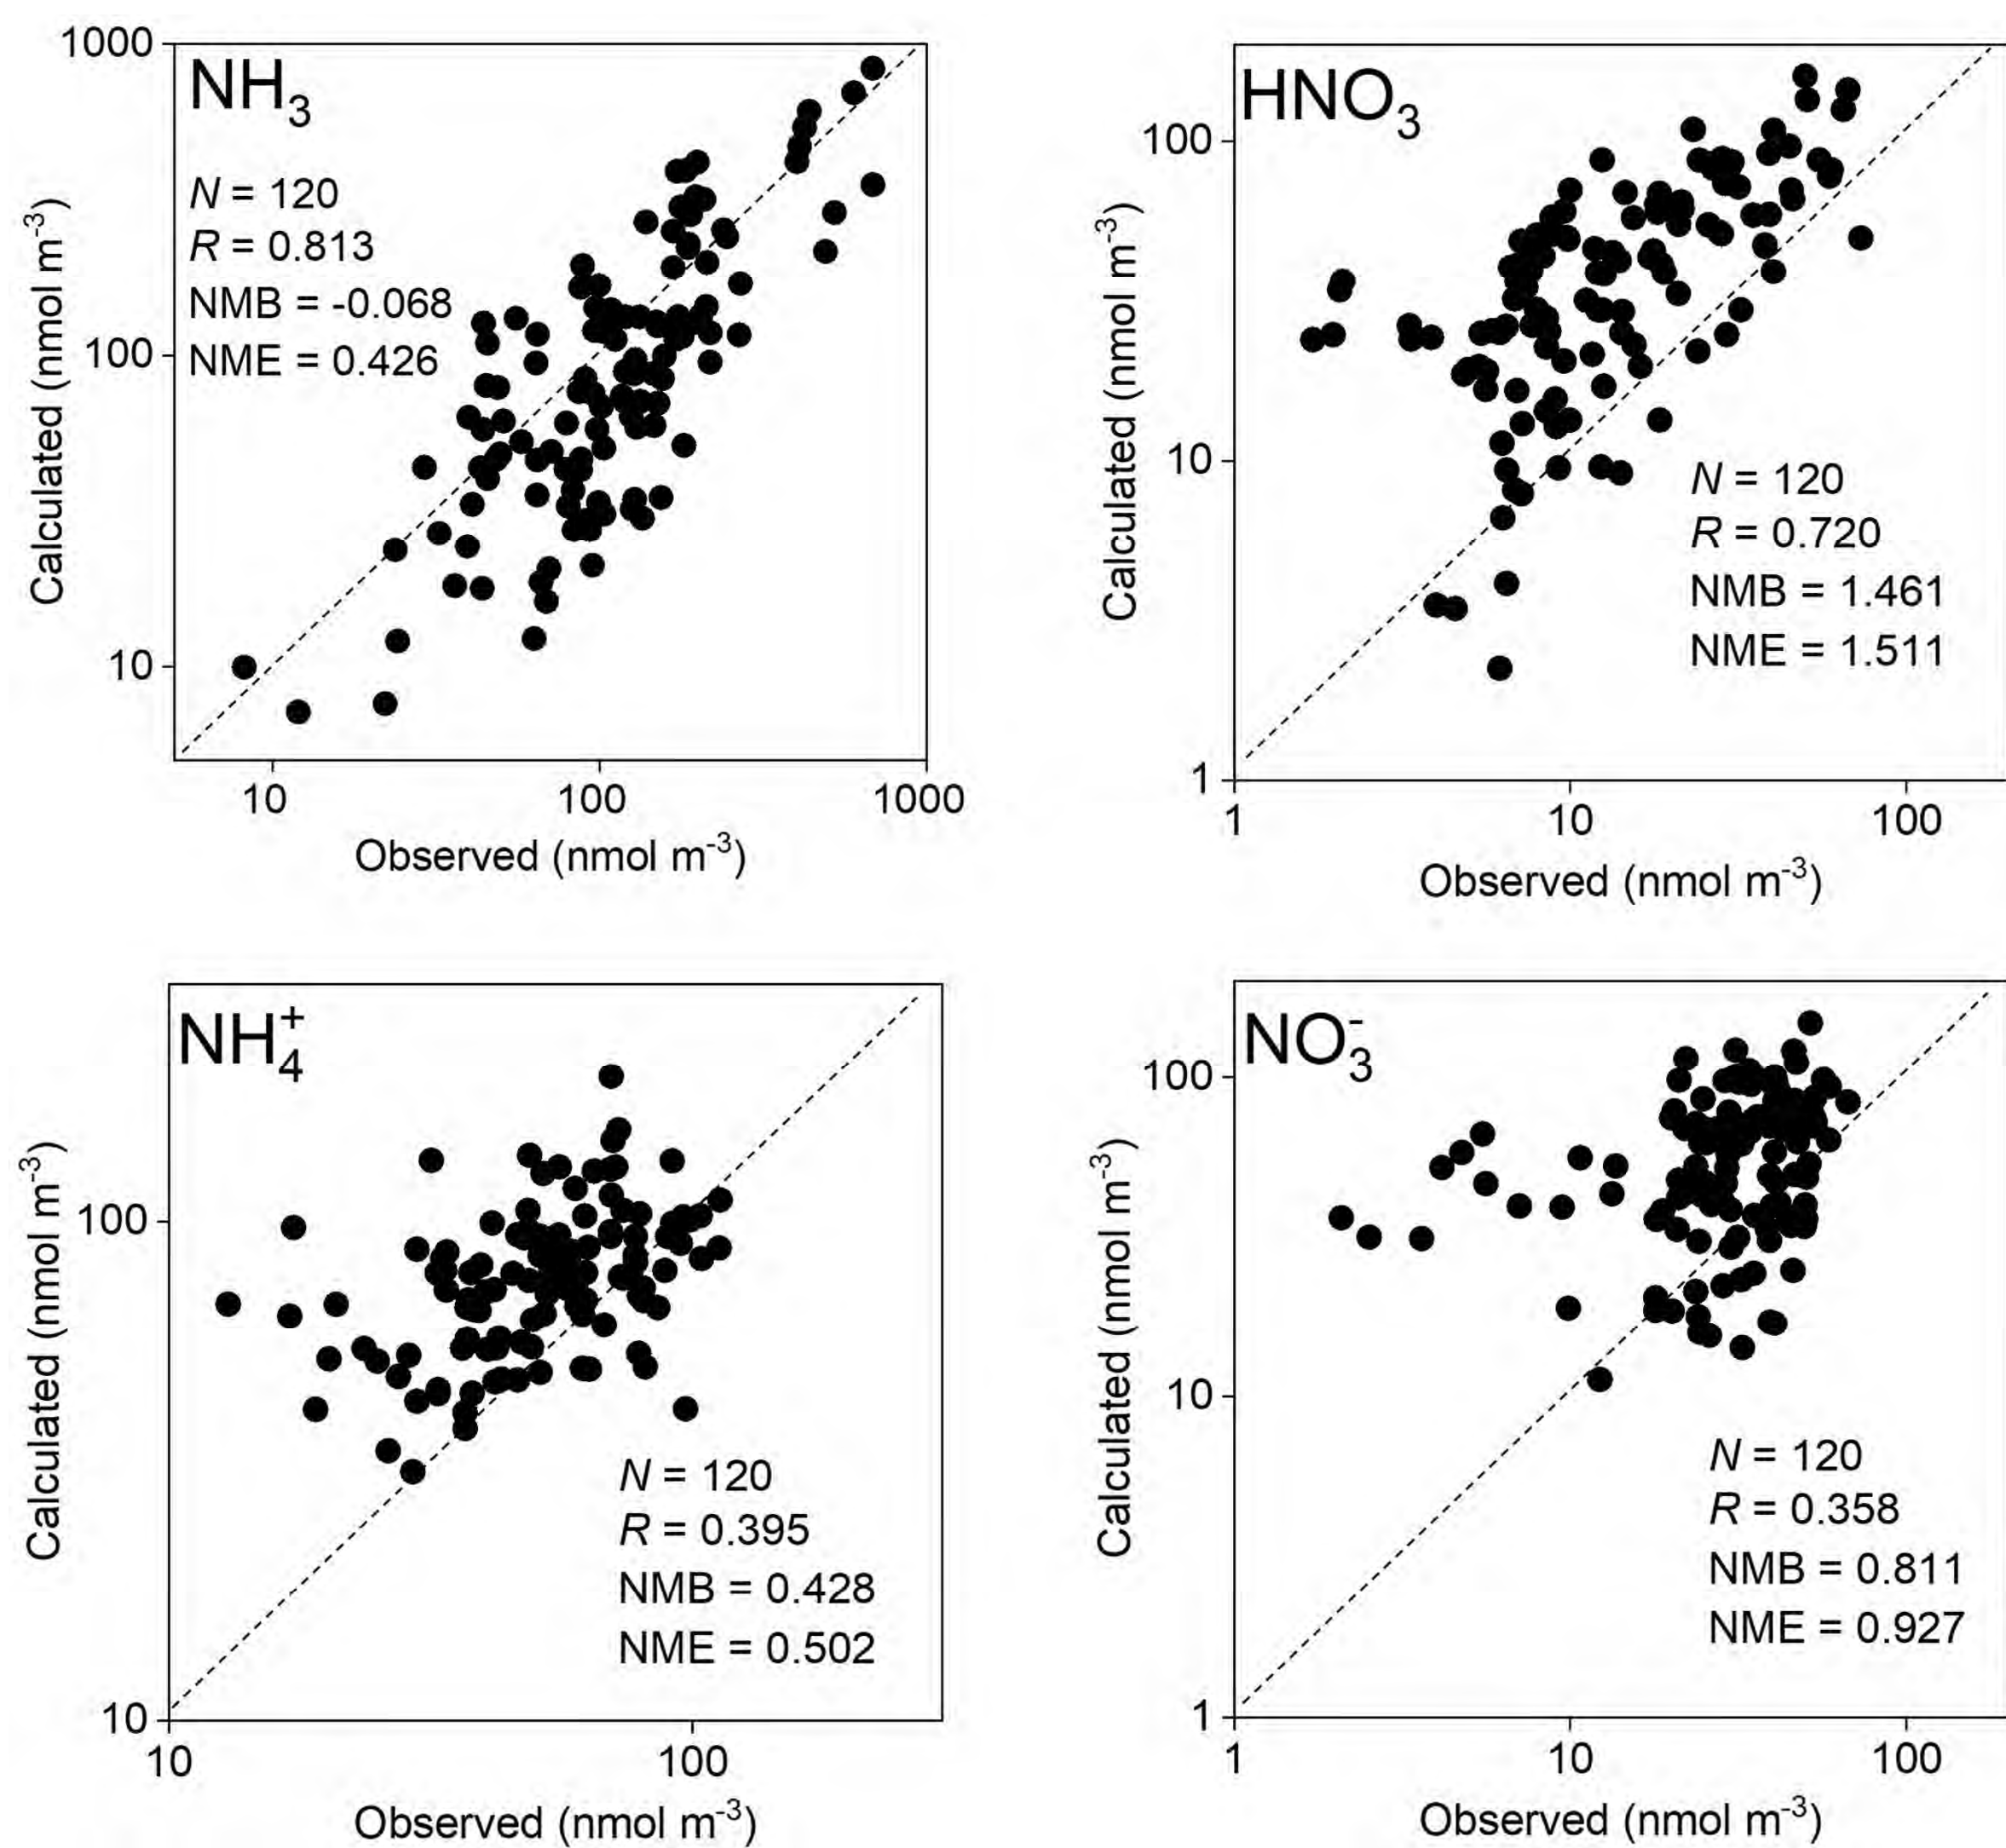 1000
NH₃
N = 120
R = 0.813
NMB = -0.068
NME = 0.426
100
10
Calculated (nmol m⁻³)
10 100 1000
Observed (nmol m⁻³)
HNO₃
100
10
1
Calculated (nmol m⁻³)
N = 120
R = 0.720
NMB = 1.461
NME = 1.511
1 10 100
Observed (nmol m⁻³)
NH₄⁺
100
10
Calculated (nmol m⁻³)
N = 120
R = 0.395
NMB = 0.428
NME = 0.502
10 100
Observed (nmol m⁻³)
NO₃⁻
100
10
1
Calculated (nmol m⁻³)
N = 120
R = 0.358
NMB = 0.811
NME = 0.927
1 10 100
Observed (nmol m⁻³)